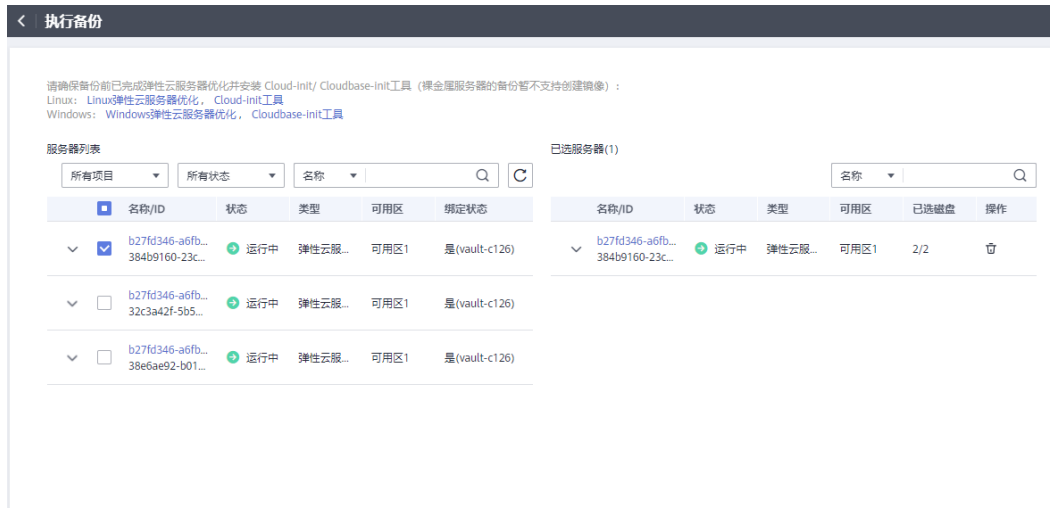 执行备份
请确保备份前已完成弹性云服务器优化并安装 Cloud-Init/ Cloudbase-Init工具（裸金属服务器的备份暂不支持创建镜像）：
Linux： Linux弹性云服务器优化， Cloud-Init工具
Windows： Windows弹性云服务器优化， Cloudbase-Init工具
服务器列表
所有项目 所有状态 名称
名称/ID 状态 类型 可用区 绑定状态
b27fd346-a6fb...
384b9160-23c... 运行中 弹性云服... 可用区1 是(vault-c126)
b27fd346-a6fb...
32c3a42f-5b5... 运行中 弹性云服... 可用区1 是(vault-c126)
b27fd346-a6fb...
38e6ae92-b01... 运行中 弹性云服... 可用区1 是(vault-c126)
已选服务器(1)
名称
名称/ID 状态 类型 可用区 已选磁盘 操作
b27fd346-a6fb...
384b9160-23c... 运行中 弹性云服... 可用区1 2/2